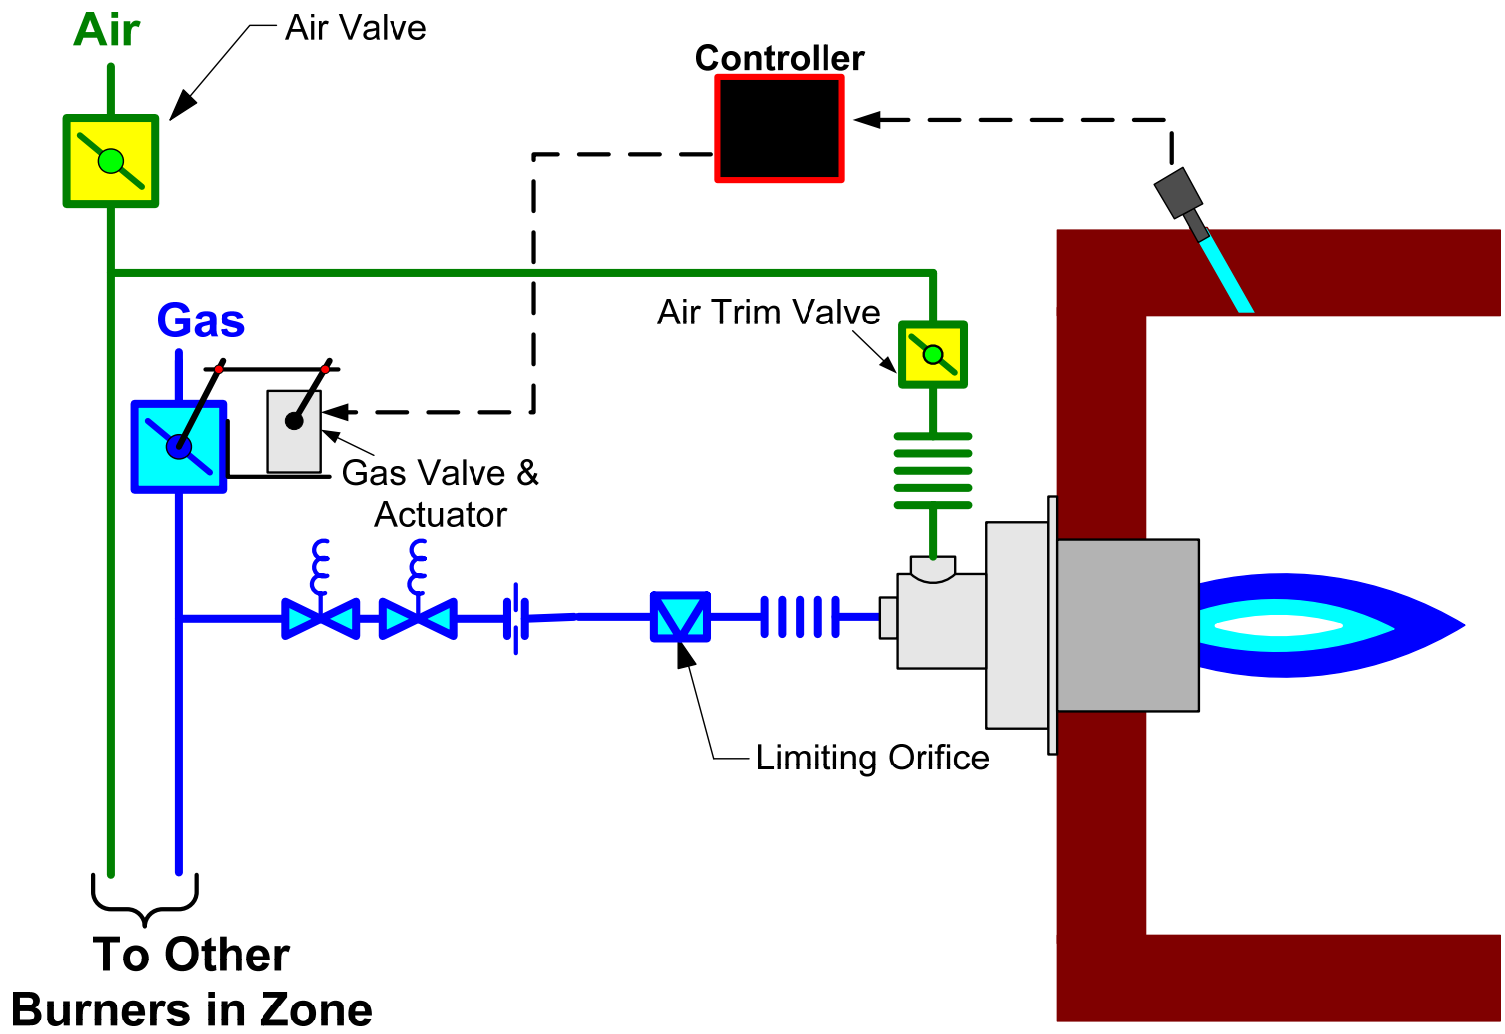 Air
Air Valve
Controller
Gas
Air Trim Valve
Gas Valve &
Actuator
Limiting Orifice
To Other
Burners in Zone